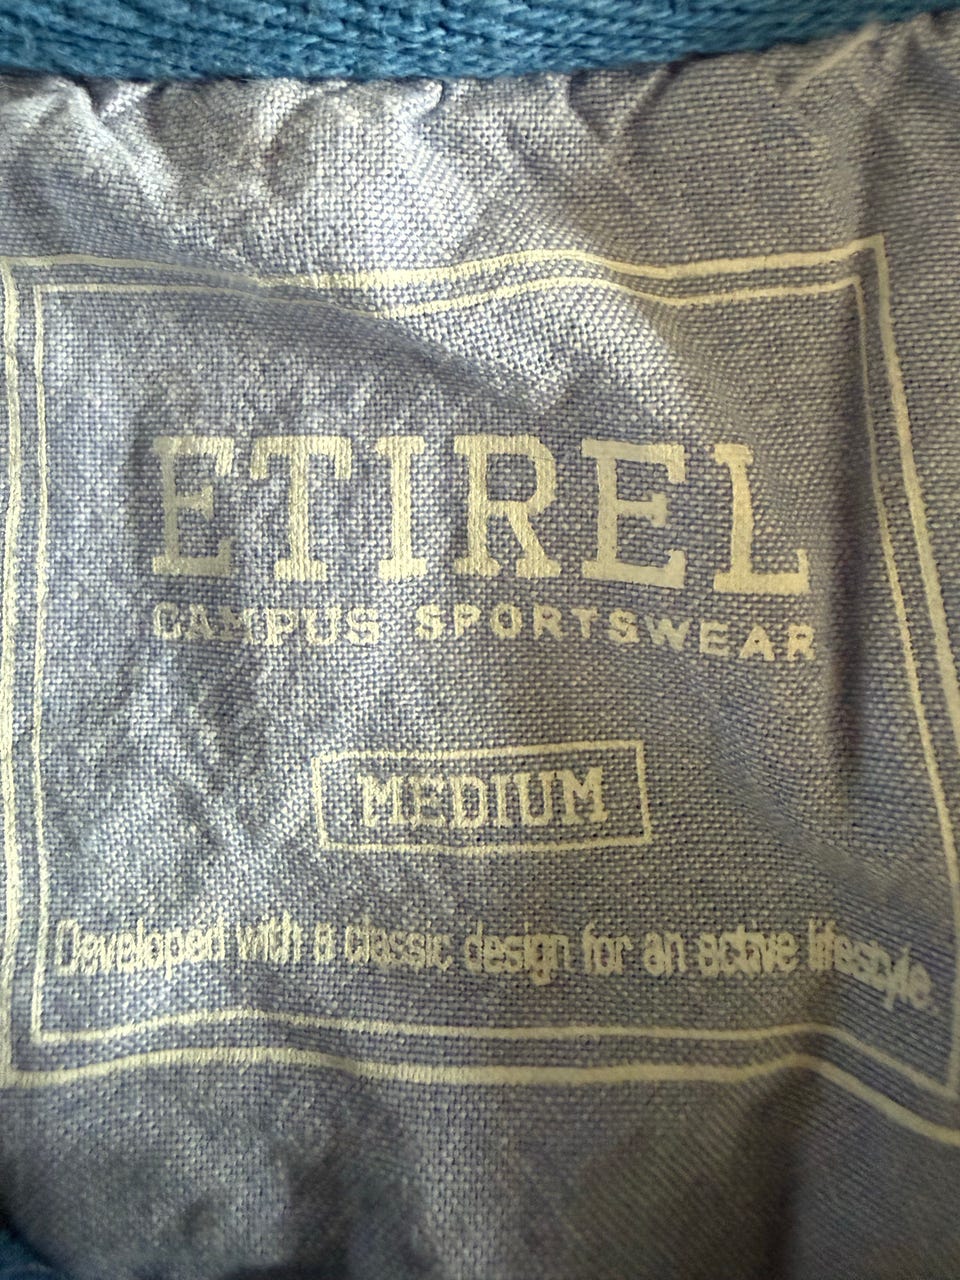 ETIREL
CAMPUS SPORTSWEAR
MEDIUM
Developed with a classic design for an active lifestyle.